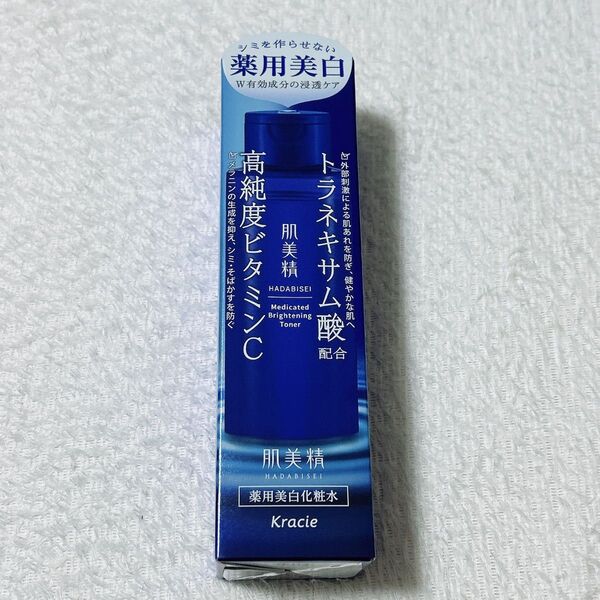 シミを作らせない
薬用美白
W有効成分の浸透ケア
外部刺激による肌あれを防ぎ、健やかな肌へ
トラネキサム酸
配合
高純度ビタミンC
メラニンの生成を抑え、シミ・そばかすを防ぐ
肌美精
HADABISEI
Medicated
Brightening
Toner
肌美精
HADABISEI
薬用美白化粧水
Kracie